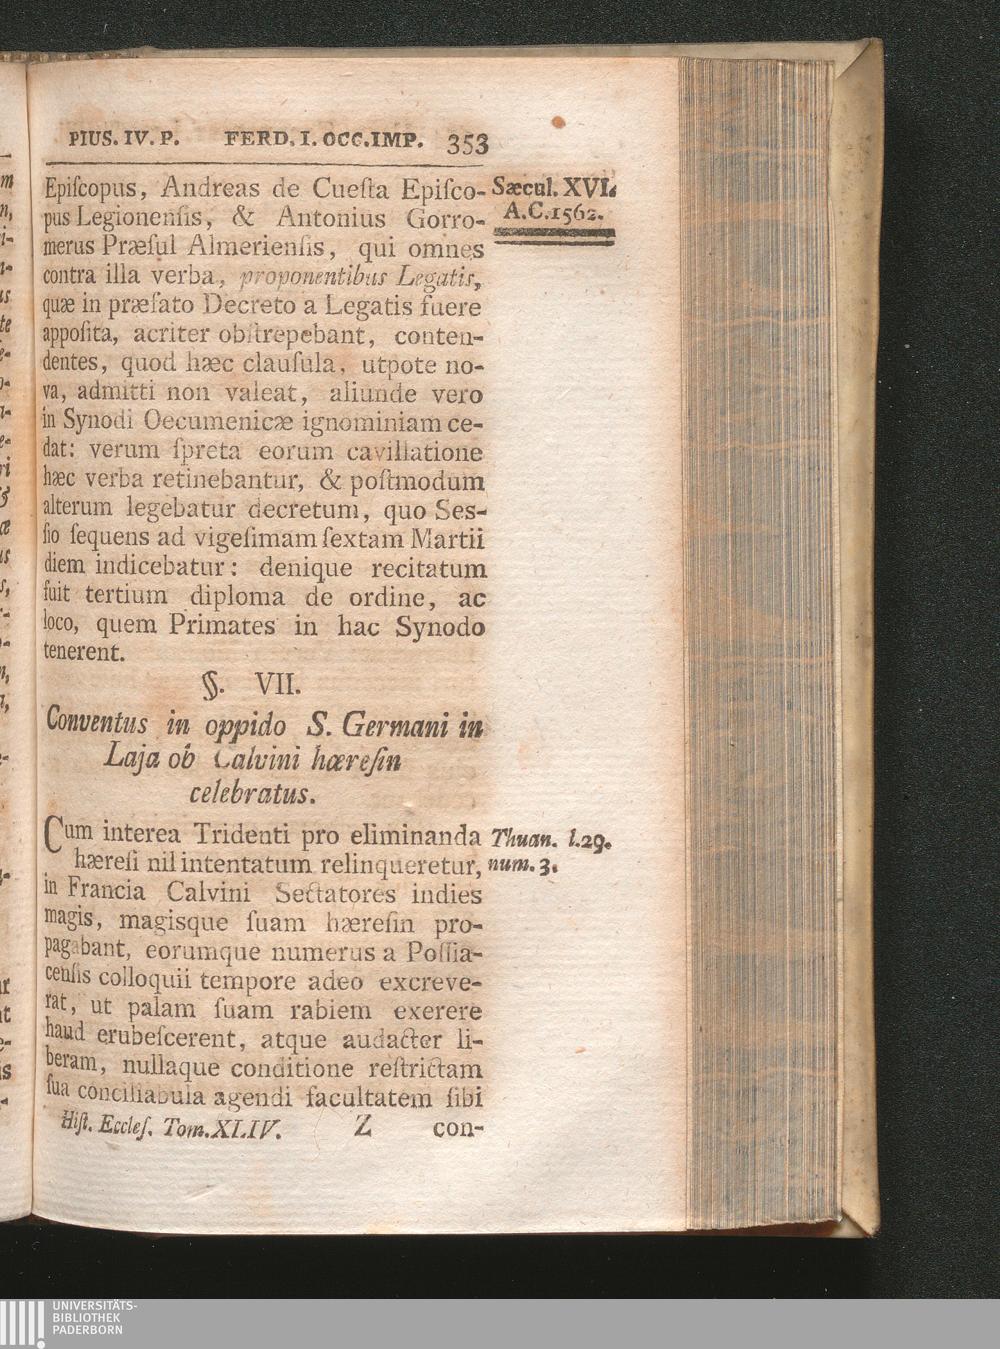 PIUS. IV. P. FERD. I. OCC. IMP. 353
Sæcul. XVI.
A.C. 1562.
Epiſcopus, Andreas de Cueſta Epiſco-
pus Legionenſis, & Antonius Gorro-
merus Præſul Almerienſis, qui omnes
contra illa verba, proponentibus Legatis,
quæ in præfato Decreto a Legatis fuere
appoſita, acriter obſtrepebant, conten-
dentes, quod hæc clauſula, utpote no-
va, admitti non valeat, aliunde vero
in Synodi Oecumenicæ ignominiam ce-
dat: verum ſpreta eorum cavillatione
hæc verba retinebantur, & poſtmodum
alterum legebatur decretum, quo Ses-
ſio ſequens ad vigeſimam ſextam Martii
diem indicebatur: denique recitatum
fuit tertium diploma de ordine, ac
loco, quem Primates in hac Synodo
tenerent.
§. VII.
Conventus in oppido S. Germani in
Laja ob Calvini hæreſin
celebratus.
Cum interea Tridenti pro eliminanda
hæreſi nil intentatum relinqueretur,
in Francia Calvini Sectatores indies
magis, magisque ſuam hæreſin pro-
pagabant, eorumque numerus a Poſſia-
cenſis colloquii tempore adeo excreve-
rat, ut palam ſuam rabiem exerere
haud erubeſcerent, atque audacter li-
beram, nullaque conditione reſtrictam
ſua conciliabula agendi facultatem ſibi
Thuan. l. 29.
num. 3.
Hiſt. Eccleſ. Tom. XLIV. Z con-
UNIVERSITÄTS-
BIBLIOTHEK
PADERBORN